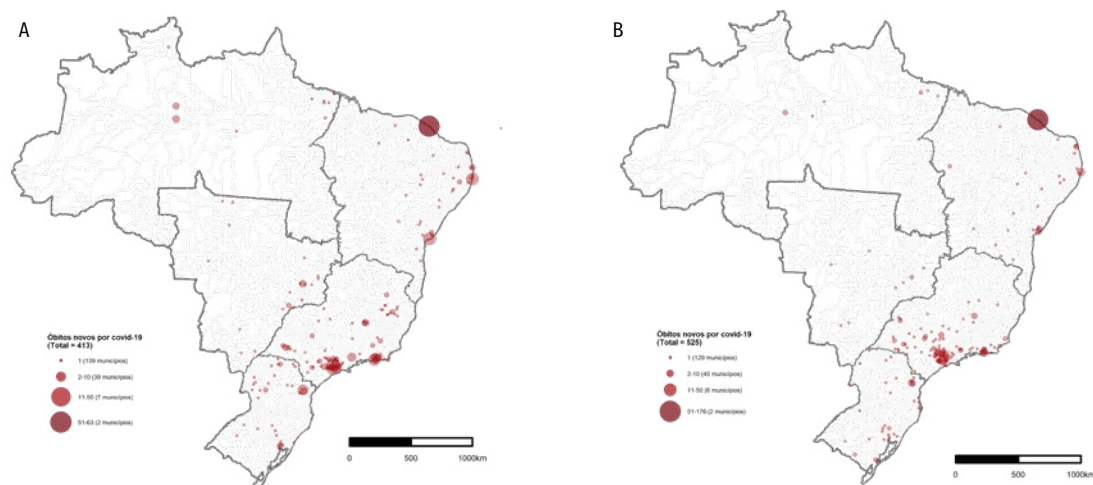 A
Óbitos novos por covid-19
(Total = 413)
1 (139 municípios)
2-10 (39 municípios)
11-50 (7 municípios)
51-63 (2 municípios)
0 500 1000km
B
Óbitos novos por covid-19
(Total = 525)
1 (129 municípios)
2-10 (40 municípios)
11-50 (6 municípios)
51-176 (2 municípios)
0 500 1000km